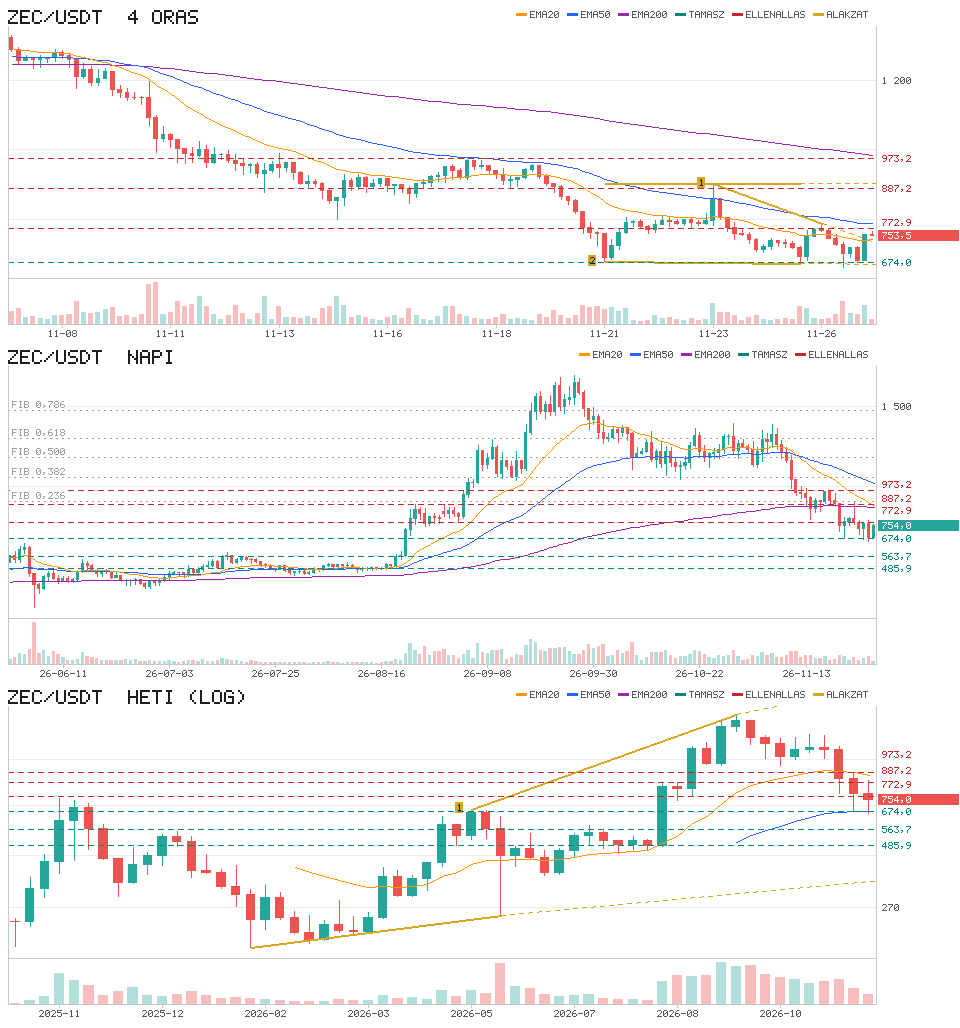 ZEC/USDT 4 ORAS
EMA20 EMA50 EMA200 TAMASZ ELLENALLAS ALAKZAT
1 200
973,2
1
887,2
772,9
753,5
2
674,0
11-08 11-11 11-13 11-16 11-18 11-21 11-23 11-26
ZEC/USDT NAPI
EMA20 EMA50 EMA200 TAMASZ ELLENALLAS
FIB 0,786
1 500
FIB 0,618
FIB 0,500
FIB 0,382
973,2
FIB 0,236
887,2
772,9
754,0
674,0
563,7
485,9
26-06-11 26-07-03 26-07-25 26-08-16 26-09-08 26-09-30 26-10-22 26-11-13
ZEC/USDT HETI (LOG)
EMA20 EMA50 EMA200 TAMASZ ELLENALLAS ALAKZAT
973,2
887,2
772,9
754,0
1
674,0
563,7
485,9
270
2025-11 2025-12 2026-02 2026-03 2026-05 2026-07 2026-08 2026-10